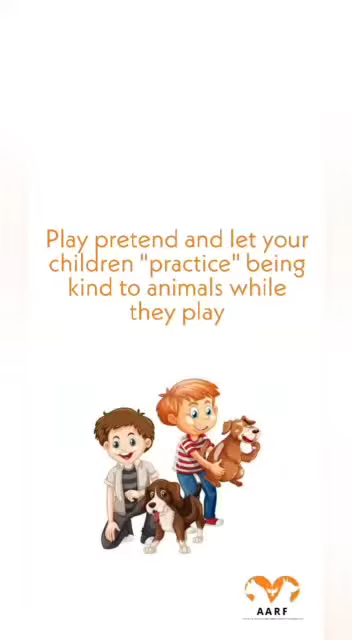 Play pretend and let your
children "practice" being
kind to animals while
they play
AARF